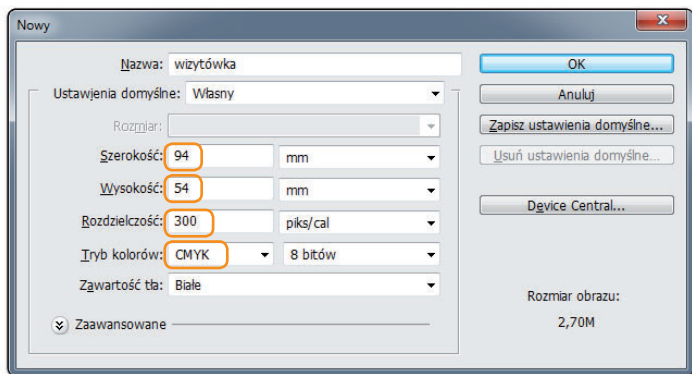 Nowy
Nazwa: wizytówka
OK
Ustawienia domyślne: Własny
Anuluj
Rozmiar:
Zapisz ustawienia domyślne...
Szerokość: 94 mm
Usuń ustawienia domyślne...
Wysokość: 54 mm
Rozdzielczość: 300 piks/cal
Device Central...
Tryb kolorów: CMYK 8 bitów
Zawartość tła: Białe
Rozmiar obrazu:
Zaawansowane
2,70M